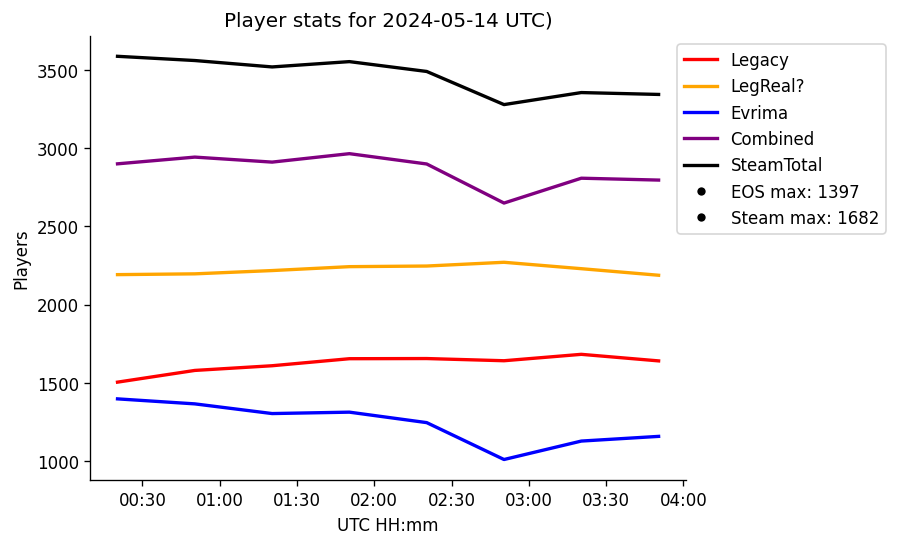 Player stats for 2024-05-14 UTC)
3500
3000
2500
2000
1500
1000
Players
00:30 01:00 01:30 02:00 02:30 03:00 03:30 04:00
UTC HH:mm
Legacy
LegReal?
Evrima
Combined
SteamTotal
EOS max: 1397
Steam max: 1682